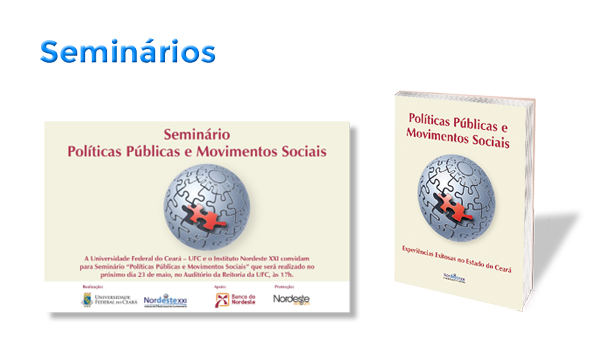 Seminários
Seminário
Políticas Públicas e Movimentos Sociais
A Universidade Federal do Ceará – UFC e o Instituto Nordeste XXI convidam
para Seminário "Políticas Públicas e Movimentos Sociais" que será realizado no
próximo dia 23 de maio, no Auditório da Reitoria da UFC, às 17h.
Realização: Apoio: Promoção:
Universidade
Federal do Ceará
Nordeste XXI
Banco do
Nordeste
Nordeste
Políticas Públicas e
Movimentos Sociais
Experiências Exitosas no Estado do Ceará
Nordeste XXI